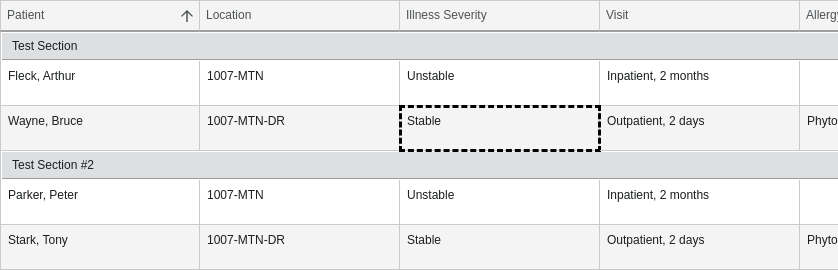 Patient Location Illness Severity Visit Allergy
Test Section
Fleck, Arthur 1007-MTN Unstable Inpatient, 2 months
Wayne, Bruce 1007-MTN-DR Stable Outpatient, 2 days Phyto
Test Section #2
Parker, Peter 1007-MTN Unstable Inpatient, 2 months
Stark, Tony 1007-MTN-DR Stable Outpatient, 2 days Phyto